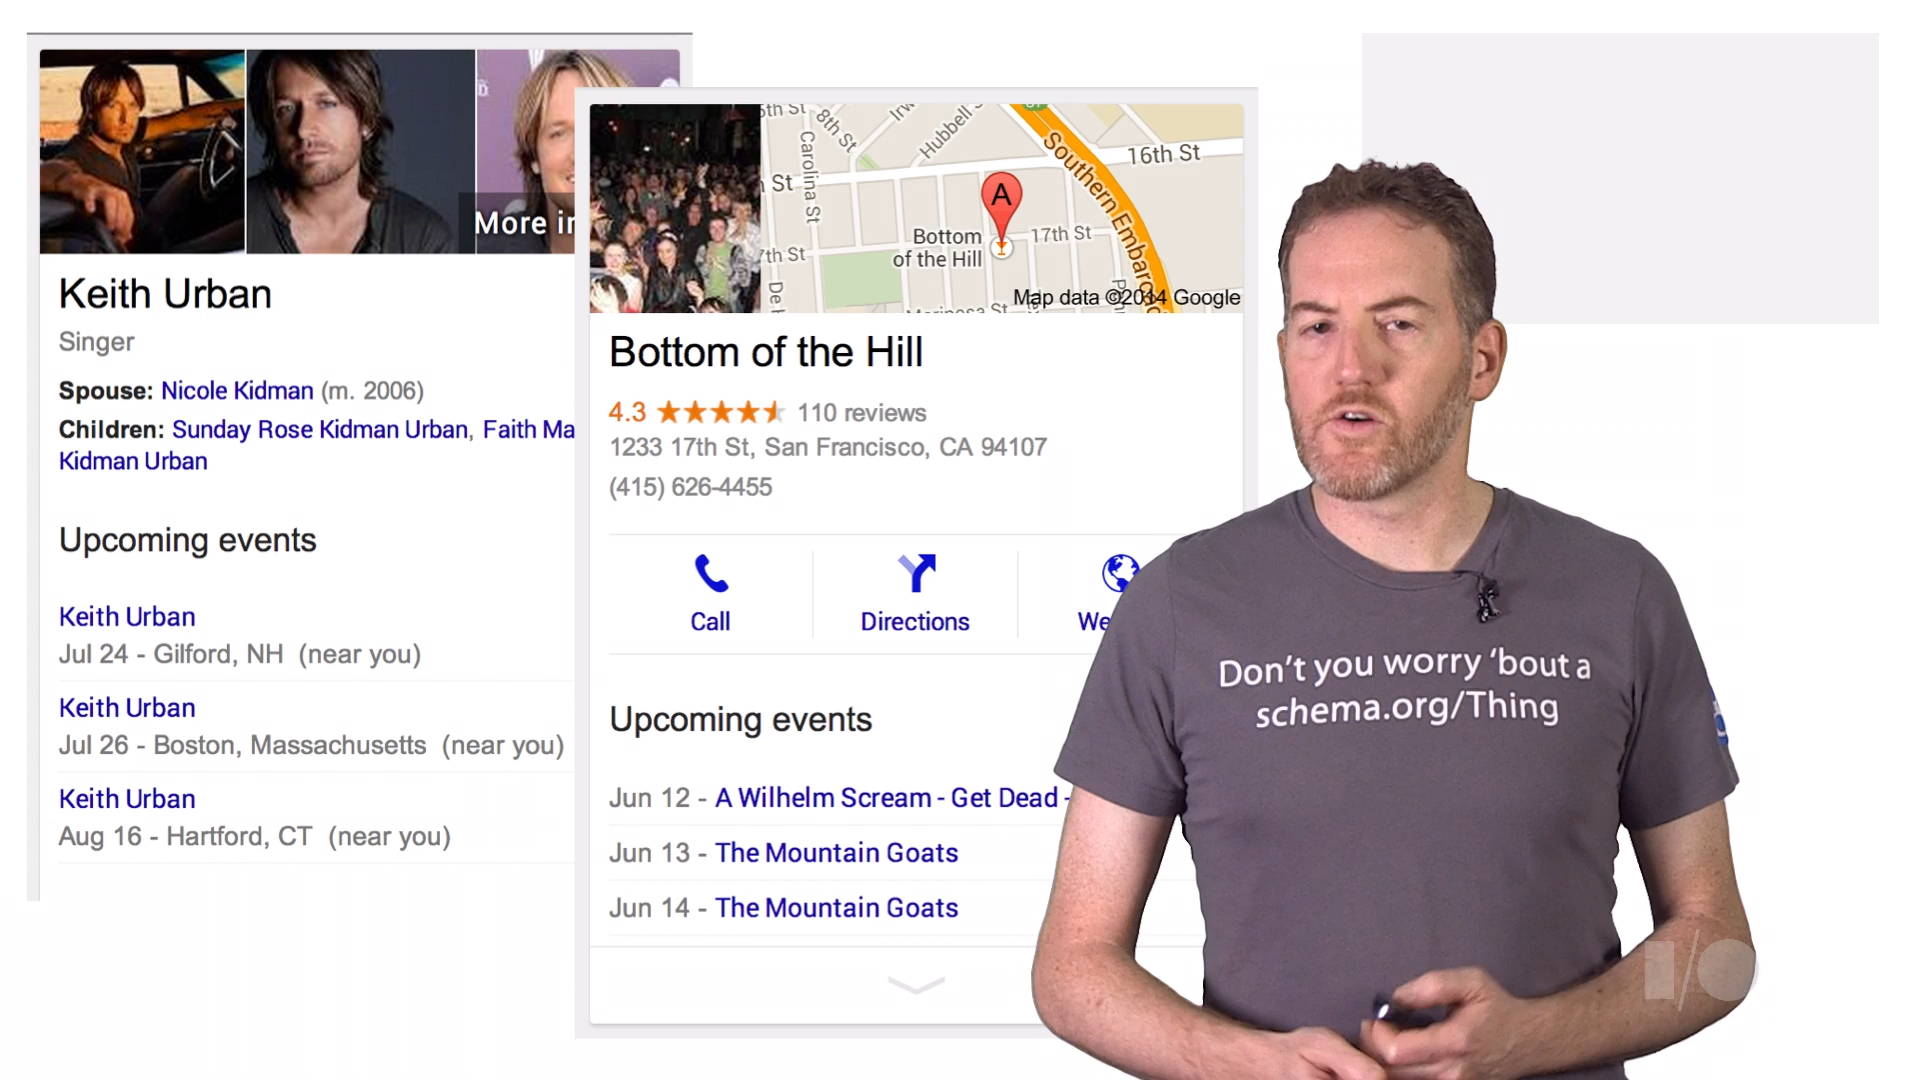 More
Keith Urban
Singer
Spouse: Nicole Kidman (m. 2006)
Children: Sunday Rose Kidman Urban, Faith
Kidman Urban
Upcoming events
Keith Urban
Jul 24 - Gilford, NH (near you)
Keith Urban
Jul 26 - Boston, Massachusetts (near you)
Keith Urban
Aug 16 - Hartford, CT (near you)
8th St
Hubbell
Carolina St
16th St
Southern Embarc
St
A
Bottom
of the Hill
17th St
7th St
Map data ©2014 Google
Bottom of the Hill
4.3 110 reviews
1233 17th St, San Francisco, CA 94107
(415) 626-4455
Call
Directions
Upcoming events
Jun 12 - A Wilhelm Scream - Get Dead -
Jun 13 - The Mountain Goats
Jun 14 - The Mountain Goats
Don't you worry 'bout a
schema.org/Thing
I/O